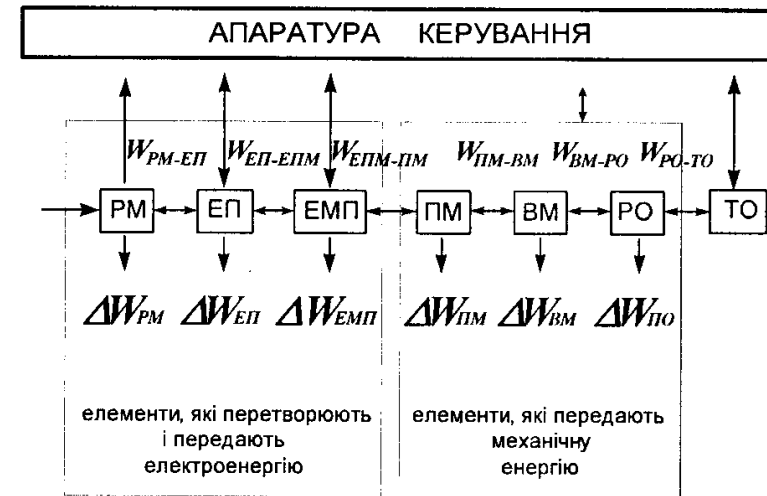 АПАРАТУРА КЕРУВАННЯ
W_РМ-ЕП W_ЕП-ЕПМ W_ЕПМ-ПМ W_ПМ-ВМ W_ВМ-РО W_РО-ТО
РМ ЕП ЕМП ПМ ВМ РО ТО
ΔW_РМ ΔW_ЕП ΔW_ЕМП ΔW_ПМ ΔW_ВМ ΔW_ПО
елементи, які перетворюють
і передають
електроенергію
елементи, які передають
механічну
енергію